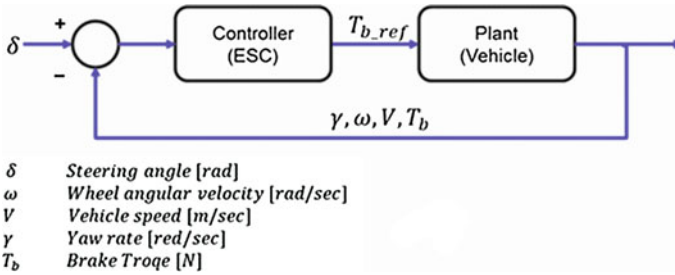 +
δ
−
Controller
(ESC)
T_b_ref
Plant
(Vehicle)
γ, ω, V, T_b
δ Steering angle [rad]
ω Wheel angular velocity [rad/sec]
V Vehicle speed [m/sec]
γ Yaw rate [red/sec]
T_b Brake Troqe [N]